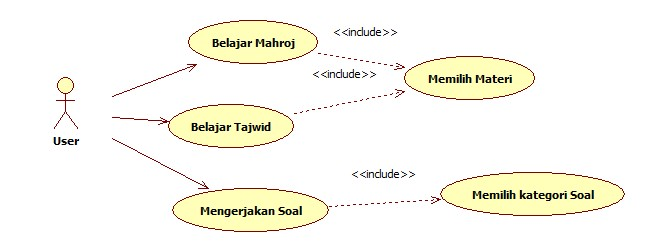 <<include>>
Belajar Mahroj
<<include>>
Memilih Materi
Belajar Tajwid
User
<<include>>
Memilih kategori Soal
Mengerjakan Soal